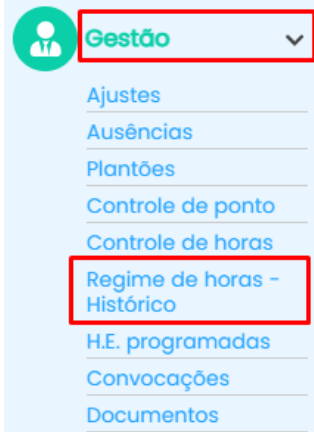 Gestão
Ajustes
Ausências
Plantões
Controle de ponto
Controle de horas
Regime de horas -
Histórico
H.E. programadas
Convocações
Documentos